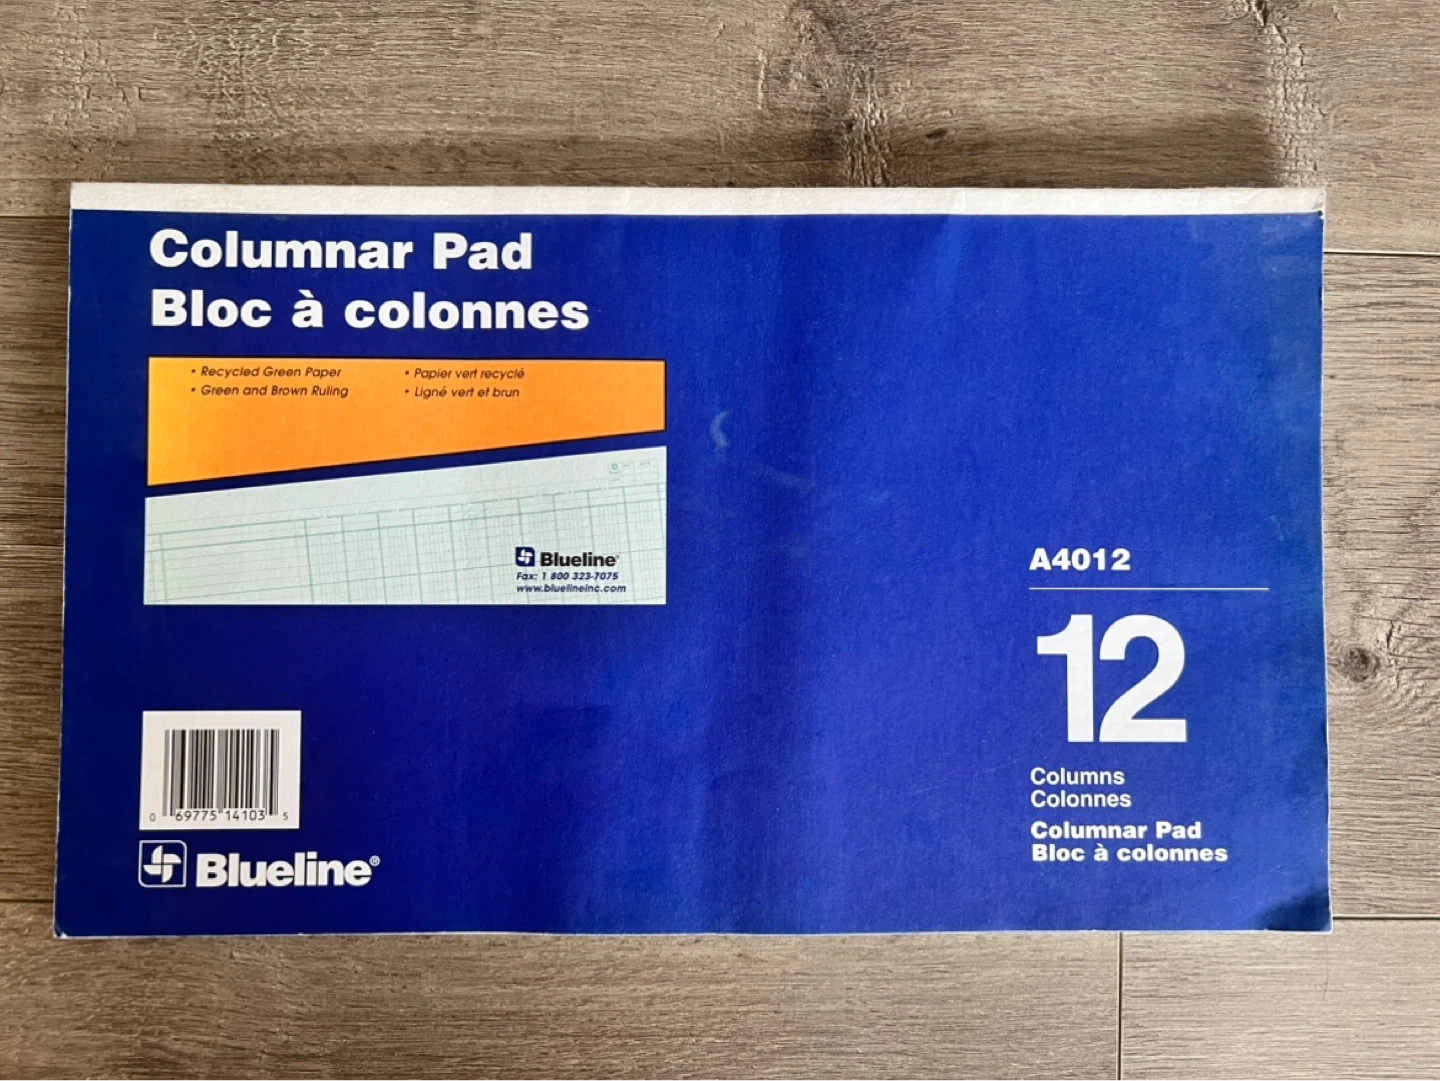 Columnar Pad
Bloc à colonnes
• Recycled Green Paper
• Green and Brown Ruling
• Papier vert recyclé
• Ligné vert et brun
Blueline®
Fax: 1 800 323-7075
www.bluelineinc.com
A4012
12
Columns
Colonnes
Columnar Pad
Bloc à colonnes
0 69775 14103 5
Blueline®